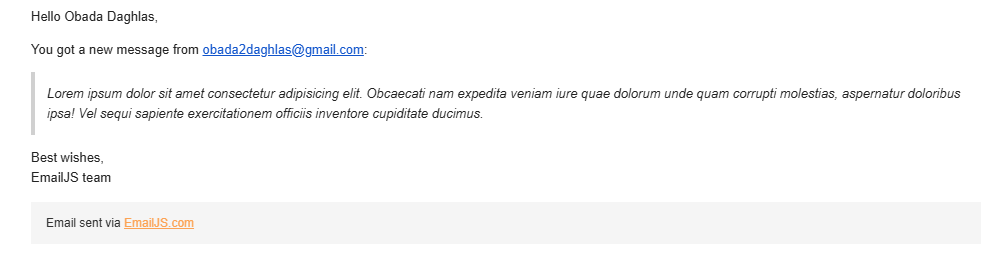 Hello Obada Daghlas,
You got a new message from obada2daghlas@gmail.com:
Lorem ipsum dolor sit amet consectetur adipisicing elit. Obcaecati nam expedita veniam iure quae dolorum unde quam corrupti molestias, aspernatur doloribus
ipsa! Vel sequi sapiente exercitationem officiis inventore cupiditate ducimus.
Best wishes,
EmailJS team
Email sent via EmailJS.com